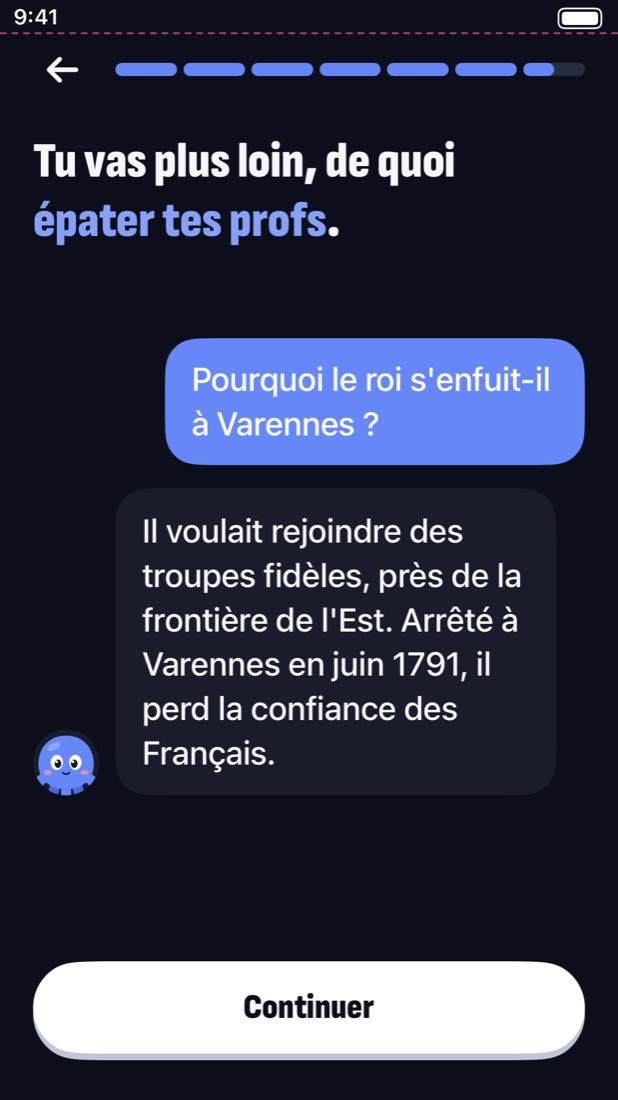 9:41
Tu vas plus loin, de quoi
épater tes profs.
Pourquoi le roi s'enfuit-il
à Varennes ?
Il voulait rejoindre des
troupes fidèles, près de la
frontière de l'Est. Arrêté à
Varennes en juin 1791, il
perd la confiance des
Français.
Continuer